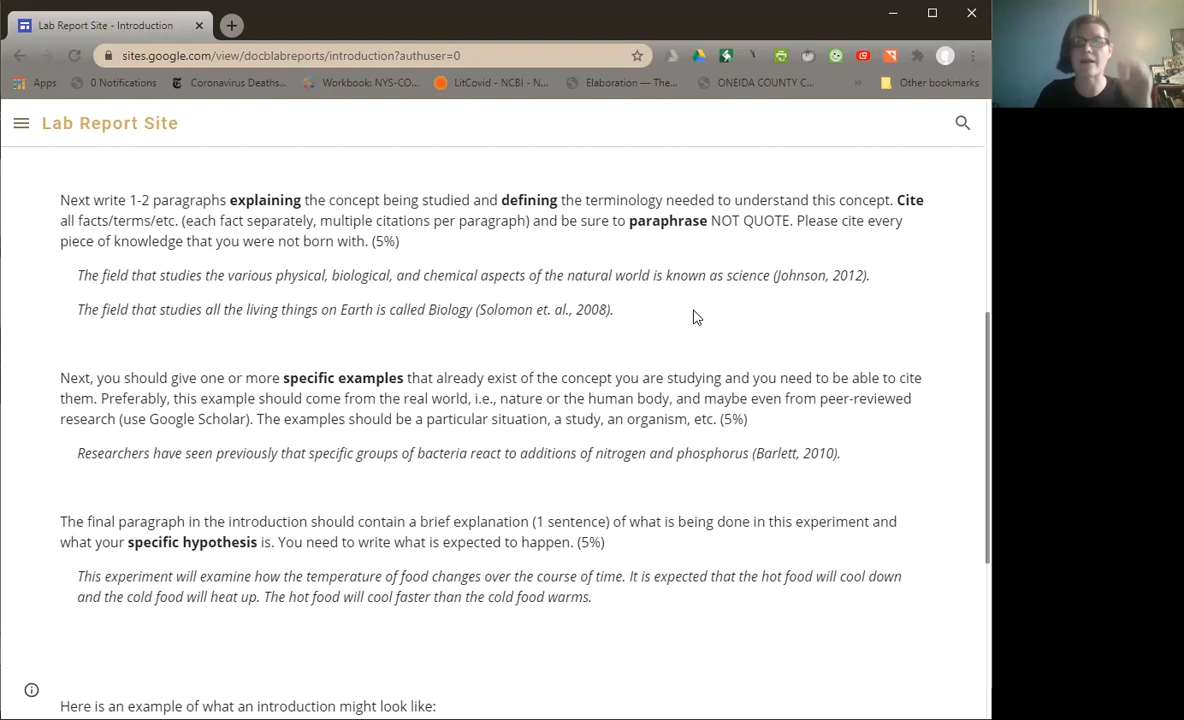 Lab Report Site - Introduction
sites.google.com/view/docblabreports/introduction?authuser=0
Apps
0 Notifications
Coronavirus Deaths...
Workbook: NYS-CO...
LitCovid - NCBI - N...
Elaboration — The...
ONEIDA COUNTY C...
Other bookmarks
Lab Report Site
Next write 1-2 paragraphs explaining the concept being studied and defining the terminology needed to understand this concept. Cite
all facts/terms/etc. (each fact separately, multiple citations per paragraph) and be sure to paraphrase NOT QUOTE. Please cite every
piece of knowledge that you were not born with. (5%)
The field that studies the various physical, biological, and chemical aspects of the natural world is known as science (Johnson, 2012).
The field that studies all the living things on Earth is called Biology (Solomon et. al., 2008).
Next, you should give one or more specific examples that already exist of the concept you are studying and you need to be able to cite
them. Preferably, this example should come from the real world, i.e., nature or the human body, and maybe even from peer-reviewed
research (use Google Scholar). The examples should be a particular situation, a study, an organism, etc. (5%)
Researchers have seen previously that specific groups of bacteria react to additions of nitrogen and phosphorus (Barlett, 2010).
The final paragraph in the introduction should contain a brief explanation (1 sentence) of what is being done in this experiment and
what your specific hypothesis is. You need to write what is expected to happen. (5%)
This experiment will examine how the temperature of food changes over the course of time. It is expected that the hot food will cool down
and the cold food will heat up. The hot food will cool faster than the cold food warms.
Here is an example of what an introduction might look like: